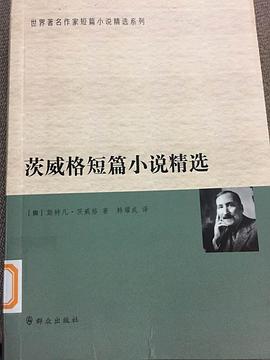 世界著名作家短篇小说精选系列
茨威格短篇小说精选
[奥] 斯特凡·茨威格 著 韩耀成 译
群众出版社